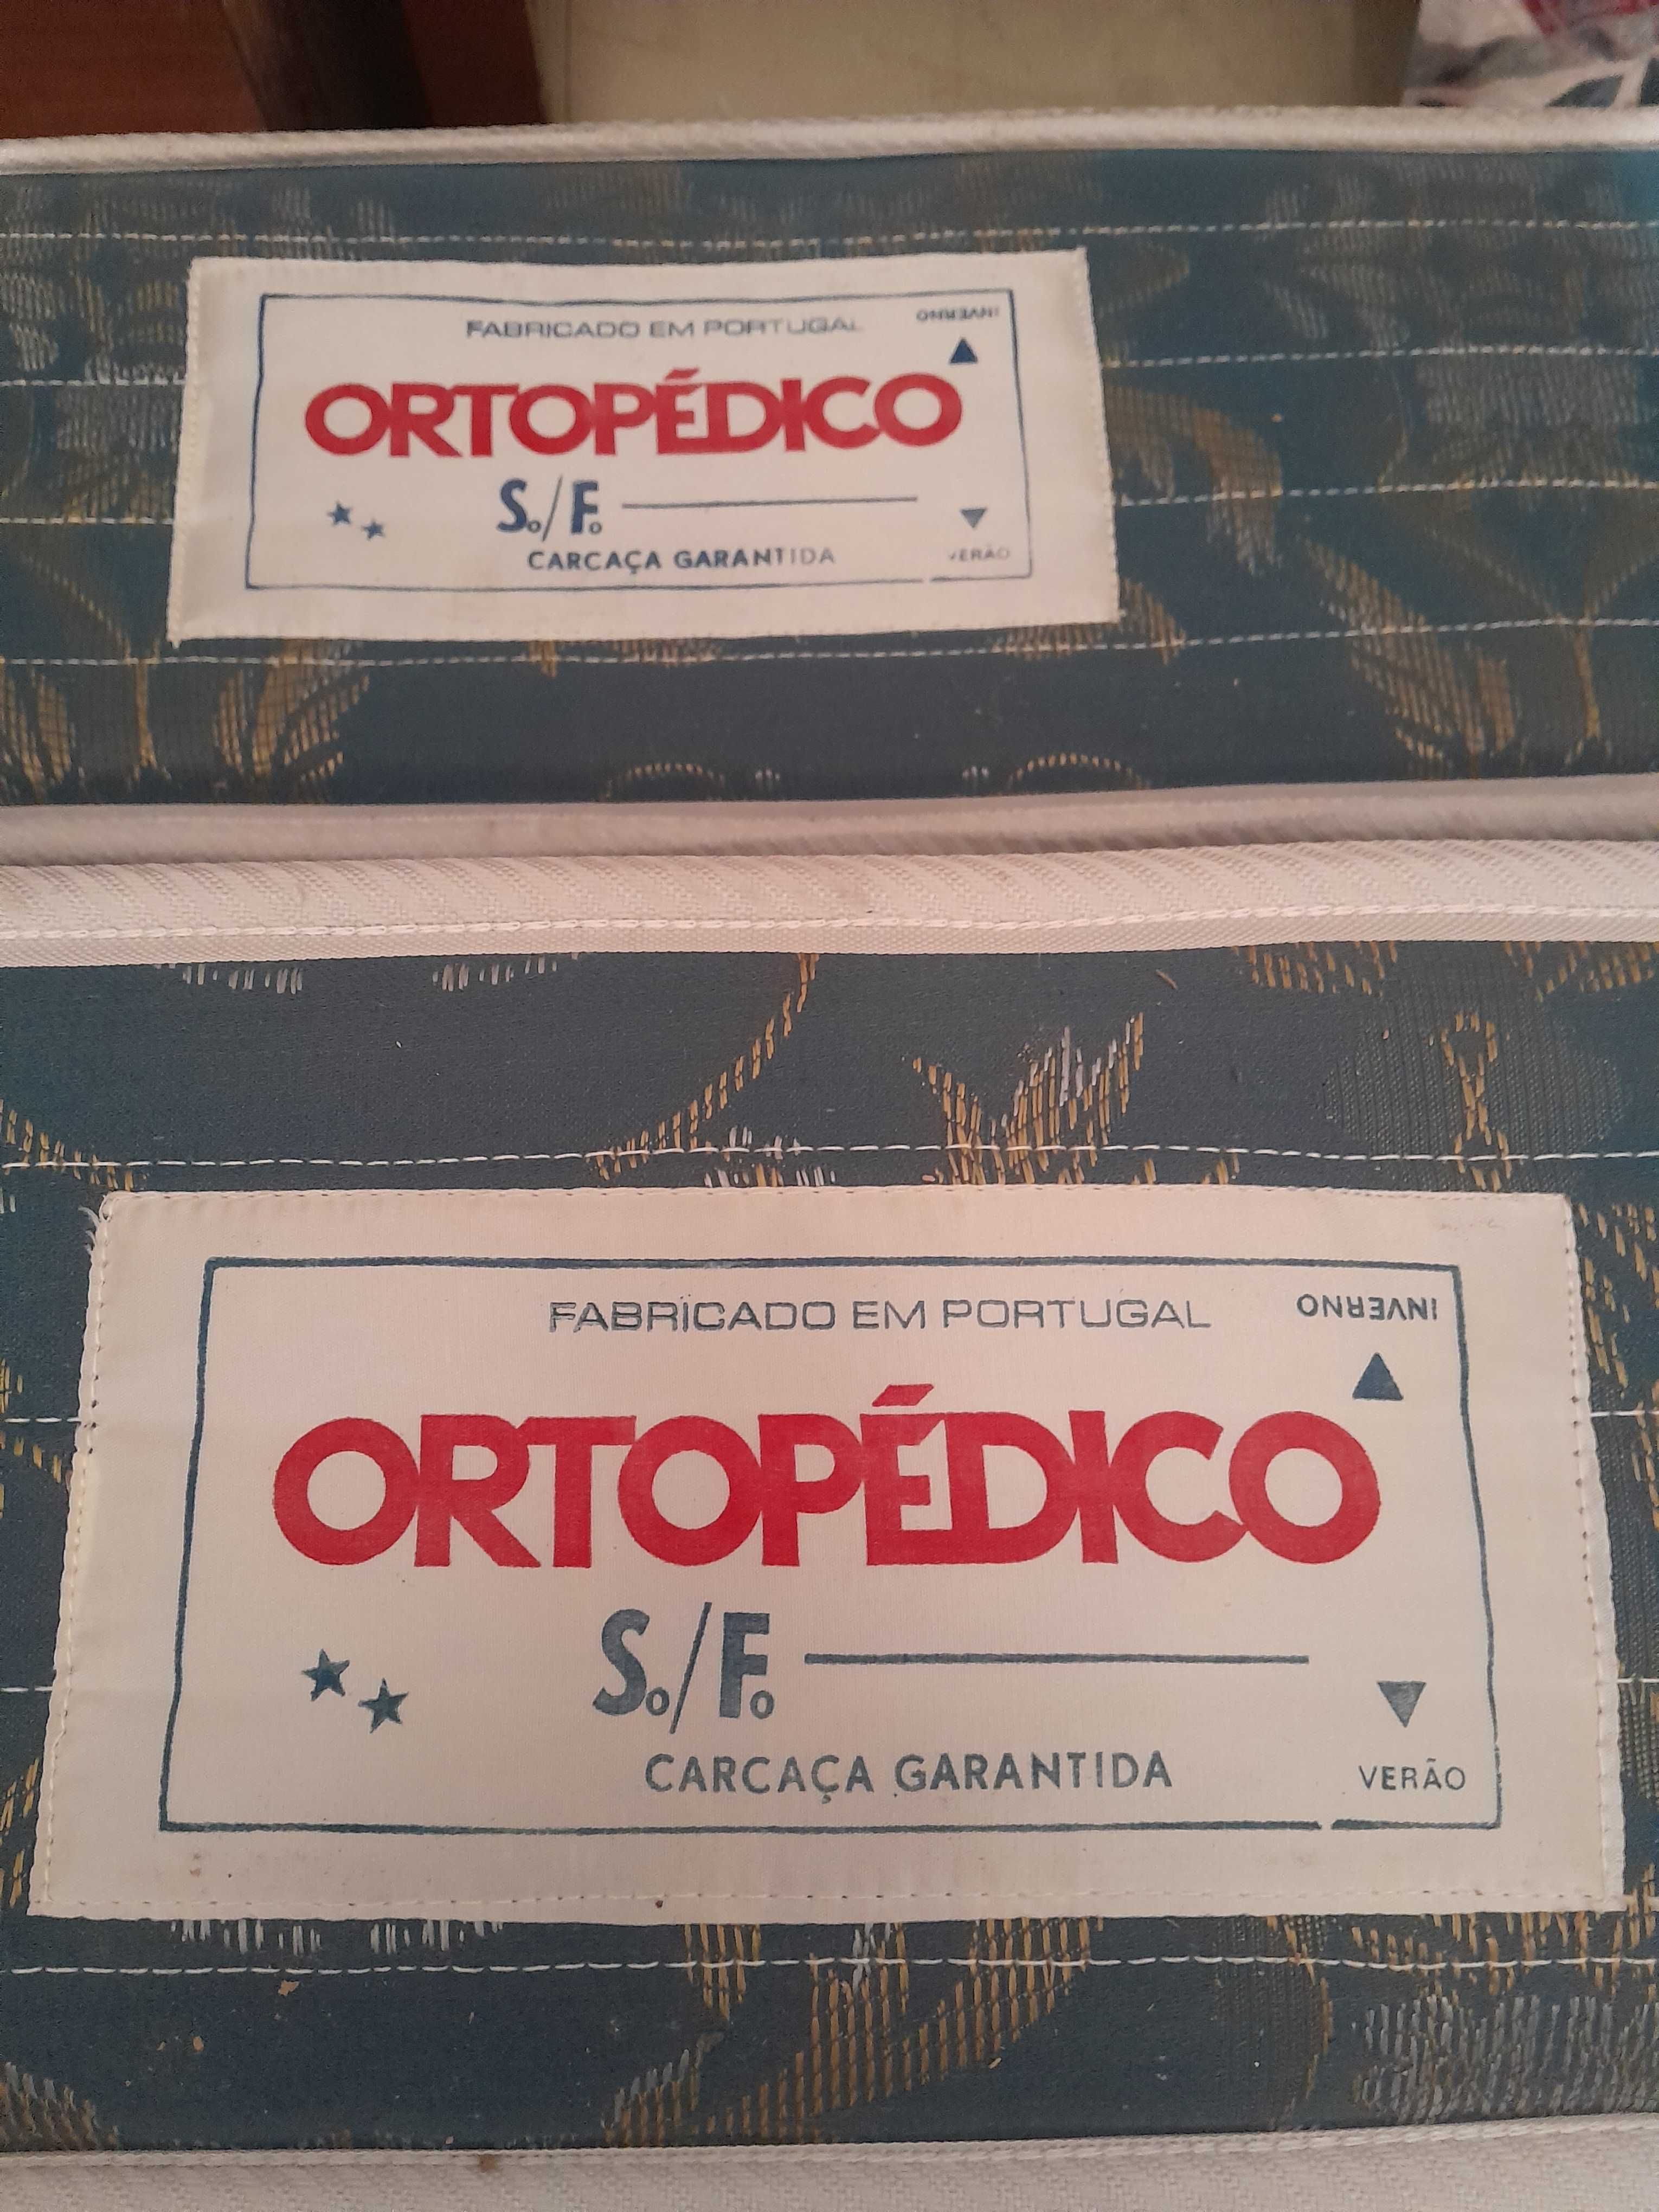 FABRICADO EM PORTUGAL
INVERNO
ORTOPÉDICO
S./F.
CARCAÇA GARANTIDA
VERÃO
FABRICADO EM PORTUGAL
INVERNO
ORTOPÉDICO
S./F.
CARCAÇA GARANTIDA
VERÃO